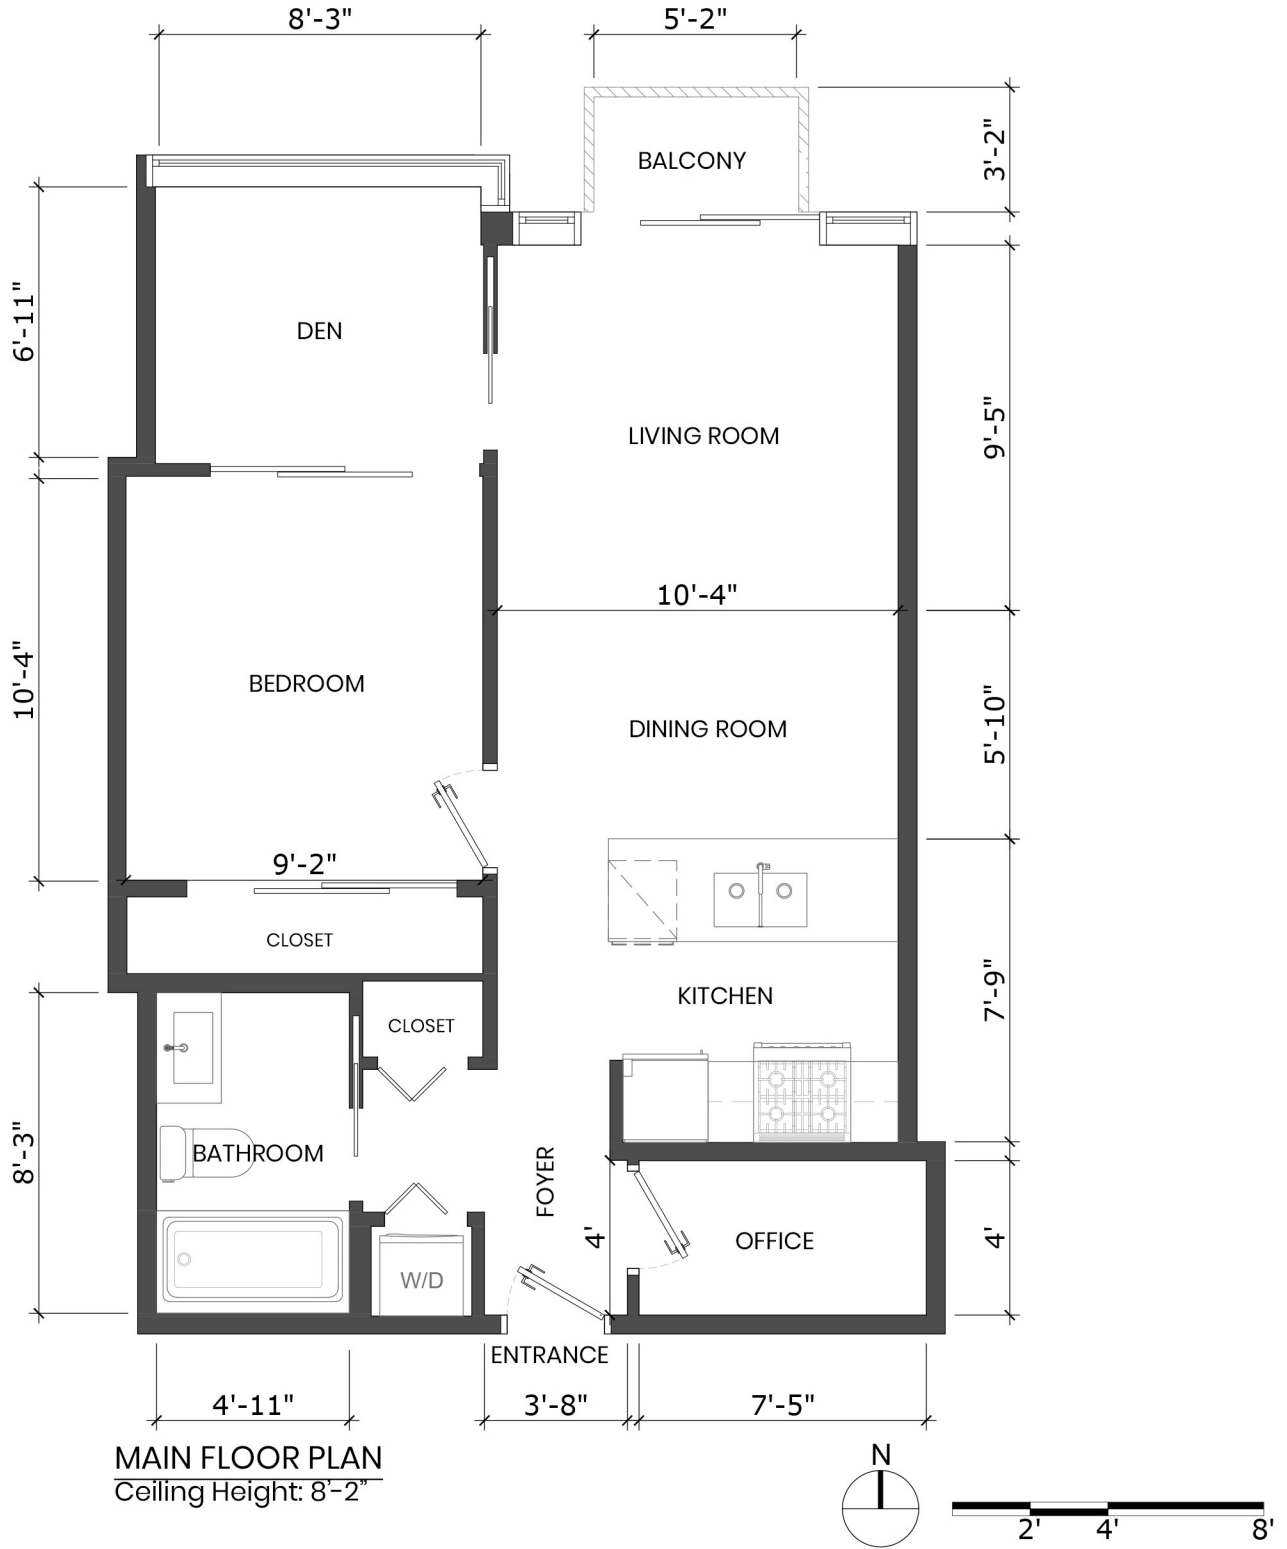 8'-3"
5'-2"
3'-2"
BALCONY
6'-11"
DEN
9'-5"
LIVING ROOM
10'-4"
10'-4"
BEDROOM
5'-10"
DINING ROOM
9'-2"
CLOSET
7'-9"
KITCHEN
CLOSET
8'-3"
BATHROOM
FOYER
4'
OFFICE
4'
W/D
ENTRANCE
4'-11"
3'-8"
7'-5"
MAIN FLOOR PLAN
Ceiling Height: 8'-2"
N
2' 4' 8'